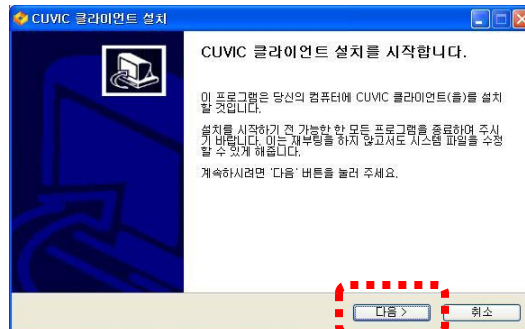 CUVIC 클라이언트 설치
CUVIC 클라이언트 설치를 시작합니다.
이 프로그램은 당신의 컴퓨터에 CUVIC 클라이언트(을)를 설치
할 것입니다.
설치를 시작하기 전 가능한 한 모든 프로그램을 종료하여 주시
기 바랍니다. 이는 재부팅을 하지 않고서도 시스템 파일을 수정
할 수 있게 해줍니다.
계속하시려면 '다음' 버튼을 눌러 주세요.
다음 >
취소